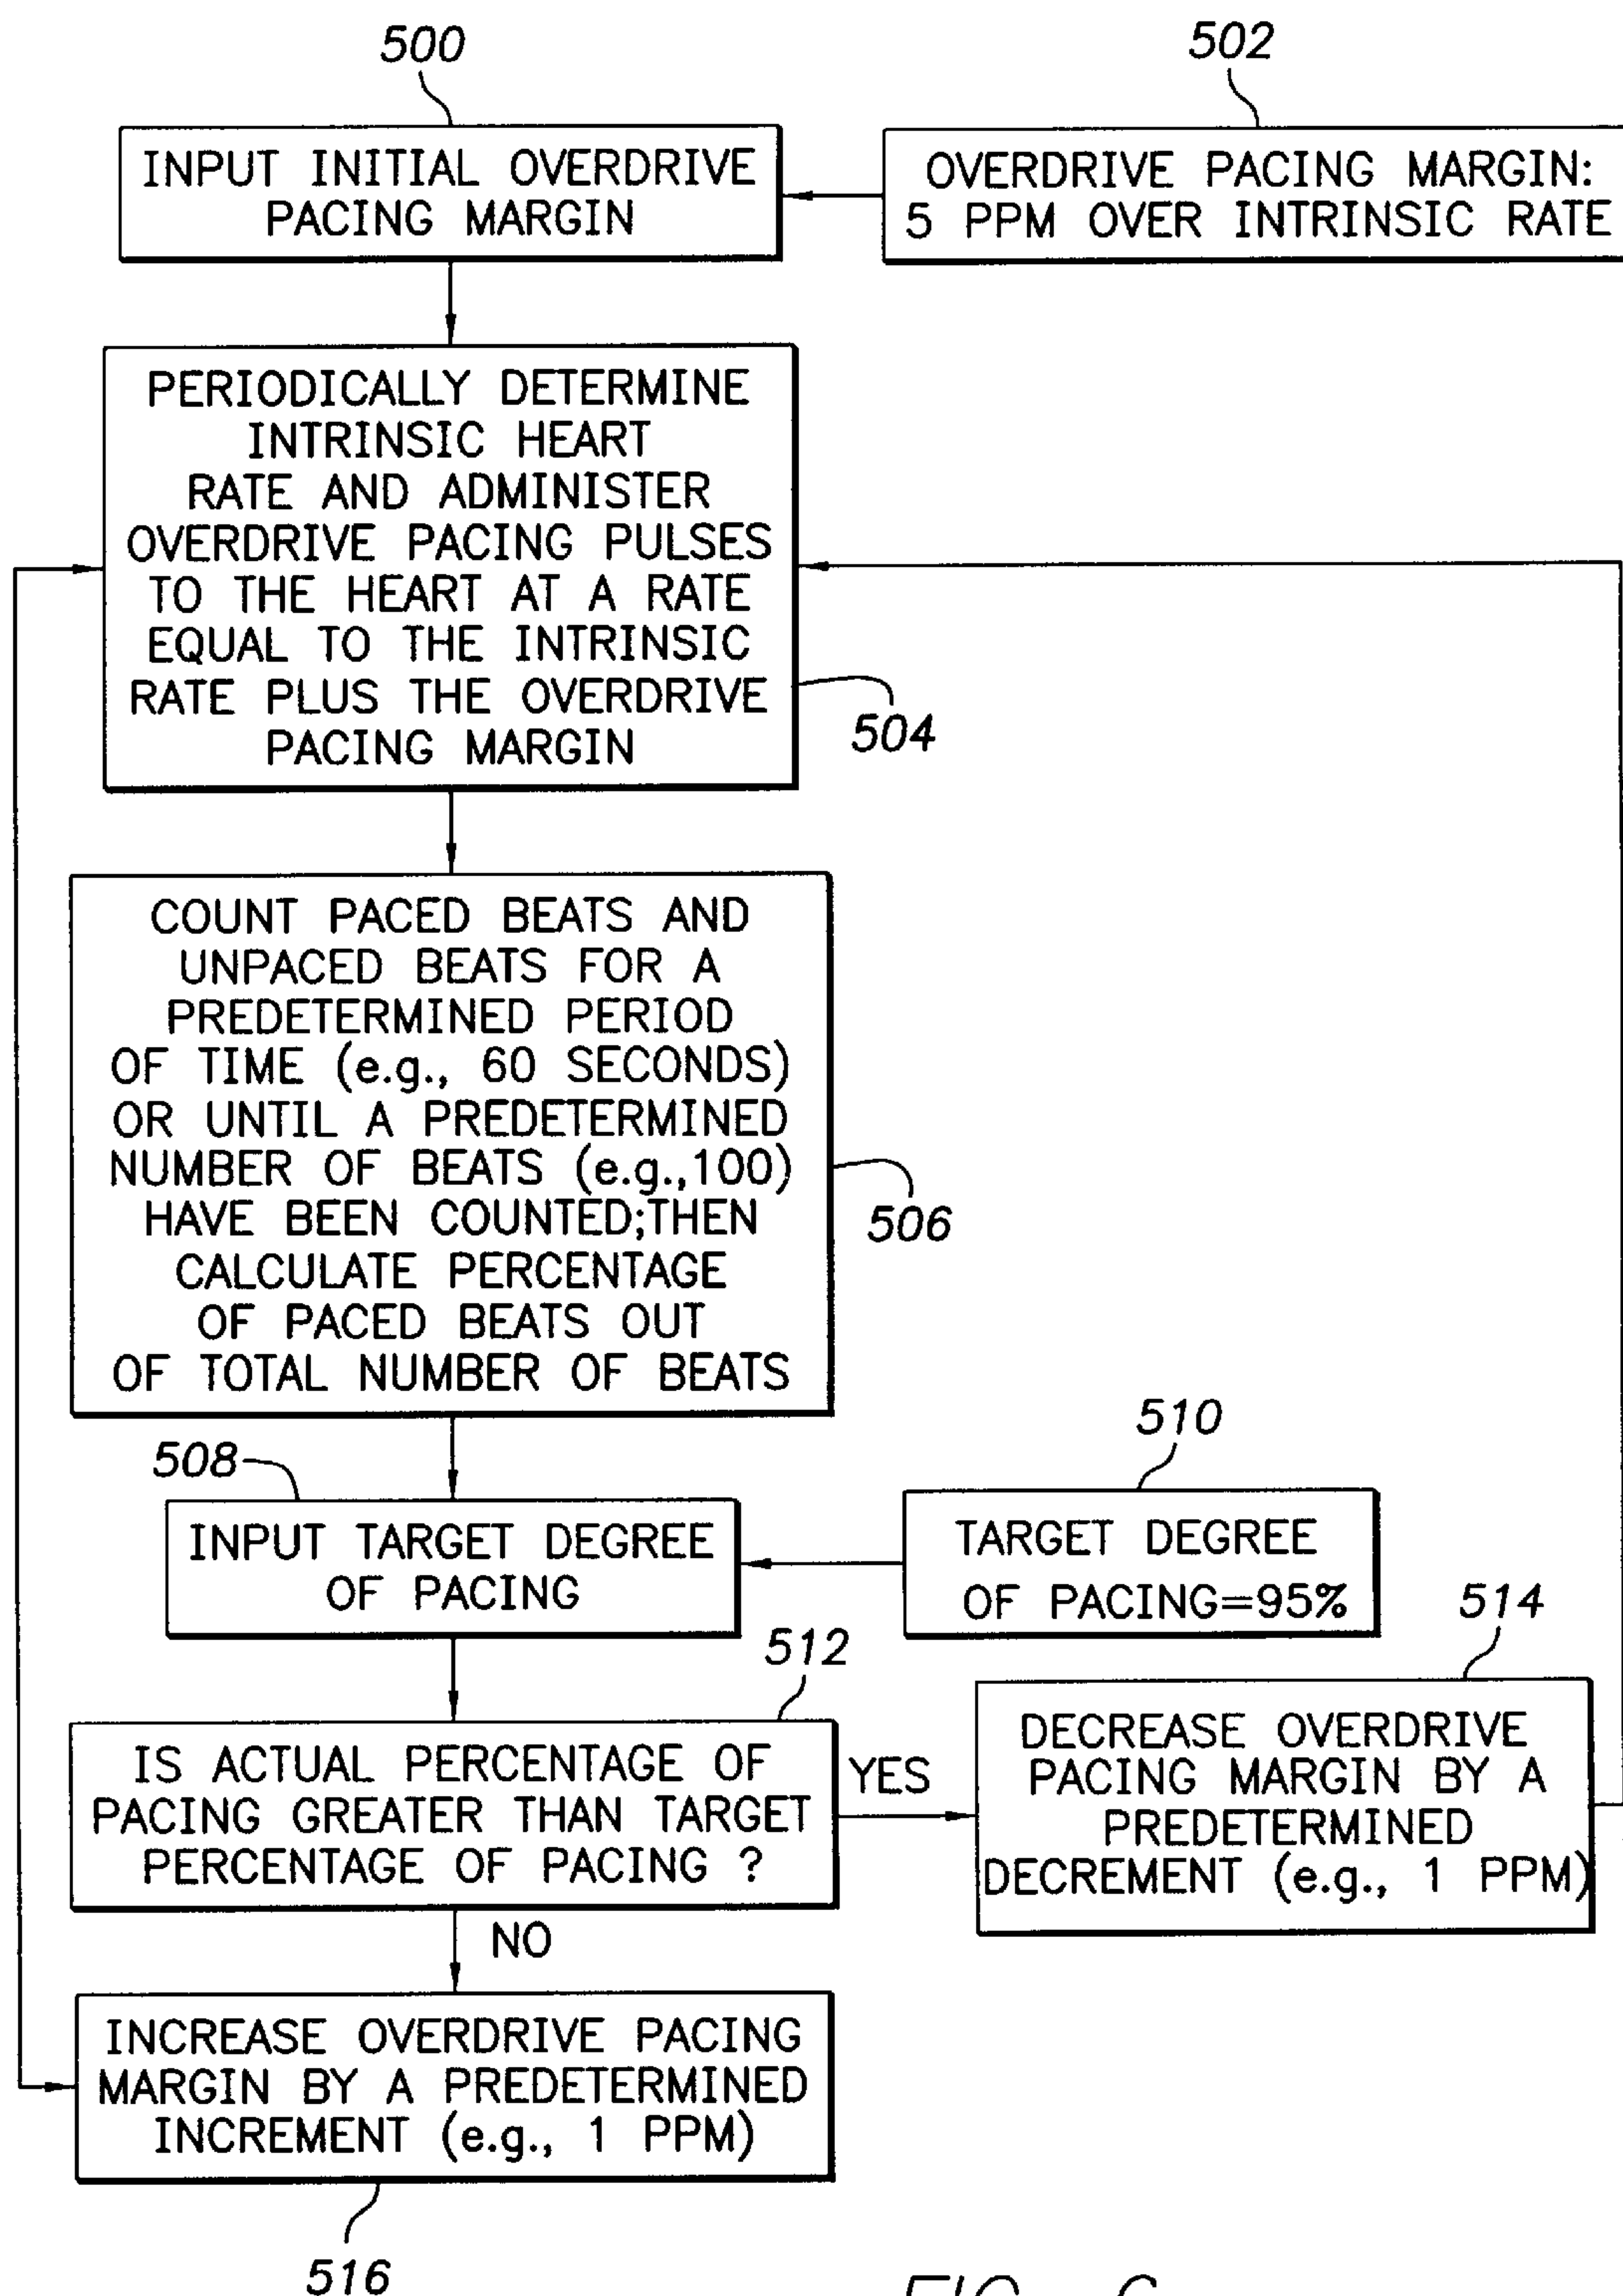 500
502
INPUT INITIAL OVERDRIVE
PACING MARGIN
OVERDRIVE PACING MARGIN:
5 PPM OVER INTRINSIC RATE
PERIODICALLY DETERMINE
INTRINSIC HEART
RATE AND ADMINISTER
OVERDRIVE PACING PULSES
TO THE HEART AT A RATE
EQUAL TO THE INTRINSIC
RATE PLUS THE OVERDRIVE
PACING MARGIN
504
COUNT PACED BEATS AND
UNPACED BEATS FOR A
PREDETERMINED PERIOD
OF TIME (e.g., 60 SECONDS)
OR UNTIL A PREDETERMINED
NUMBER OF BEATS (e.g.,100)
HAVE BEEN COUNTED;THEN
CALCULATE PERCENTAGE
OF PACED BEATS OUT
OF TOTAL NUMBER OF BEATS
506
508
510
INPUT TARGET DEGREE
OF PACING
TARGET DEGREE
OF PACING=95%
512
514
IS ACTUAL PERCENTAGE OF
PACING GREATER THAN TARGET
PERCENTAGE OF PACING ?
YES
DECREASE OVERDRIVE
PACING MARGIN BY A
PREDETERMINED
DECREMENT (e.g., 1 PPM)
NO
INCREASE OVERDRIVE PACING
MARGIN BY A PREDETERMINED
INCREMENT (e.g., 1 PPM)
516